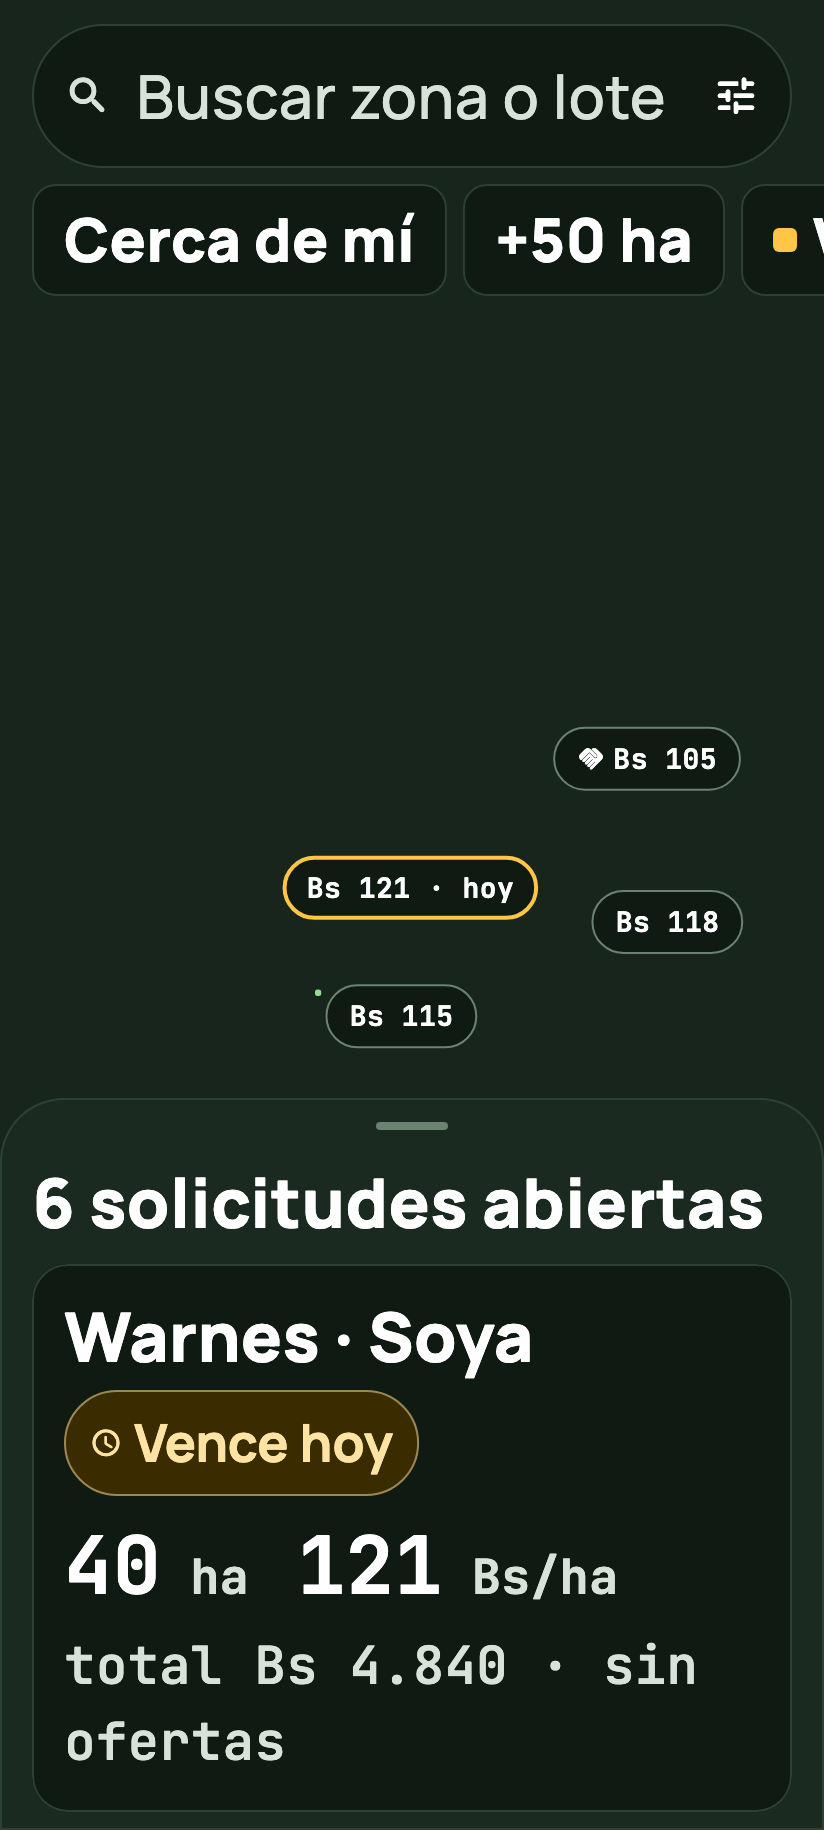 Buscar zona o lote
Cerca de mí
+50 ha
Bs 105
Bs 121 · hoy
Bs 118
Bs 115
6 solicitudes abiertas
Warnes · Soya
Vence hoy
40 ha 121 Bs/ha
total Bs 4.840 · sin
ofertas